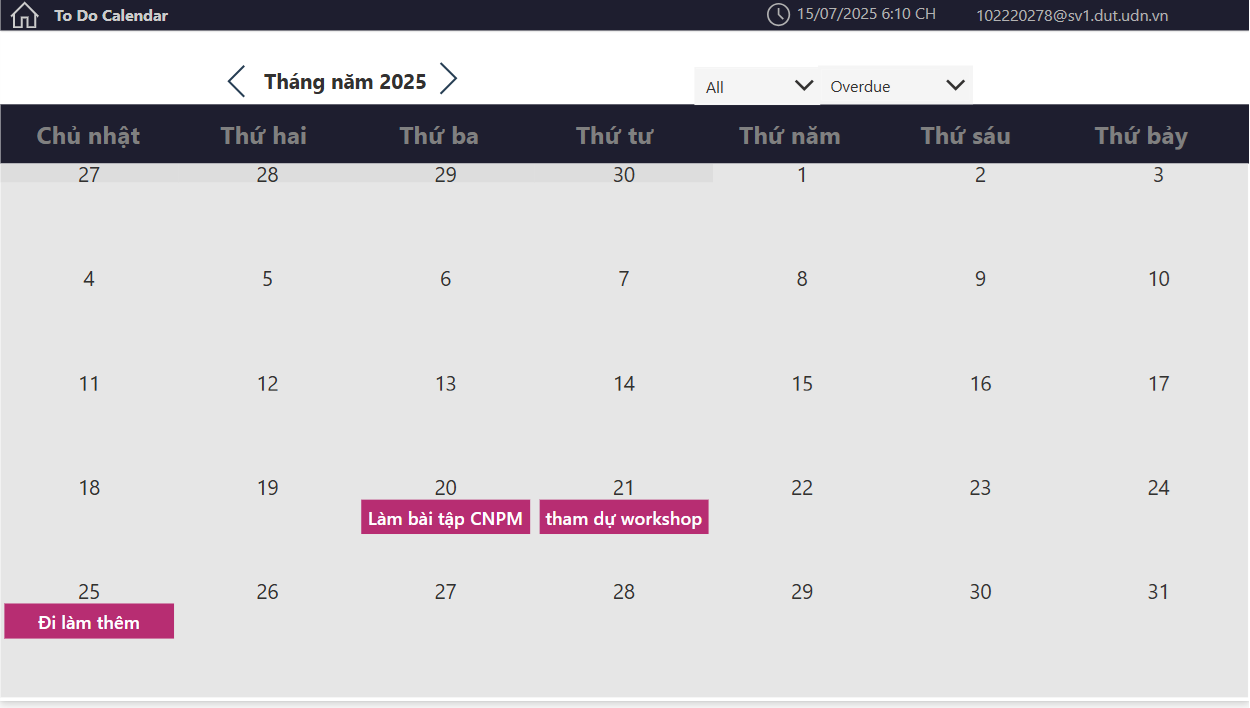 To Do Calendar 15/07/2025 6:10 CH 102220278@sv1.dut.udn.vn
Tháng năm 2025 All Overdue
Chủ nhật Thứ hai Thứ ba Thứ tư Thứ năm Thứ sáu Thứ bảy
27 28 29 30 1 2 3
4 5 6 7 8 9 10
11 12 13 14 15 16 17
18 19 20 21 22 23 24
Làm bài tập CNPM tham dự workshop
25 26 27 28 29 30 31
Đi làm thêm